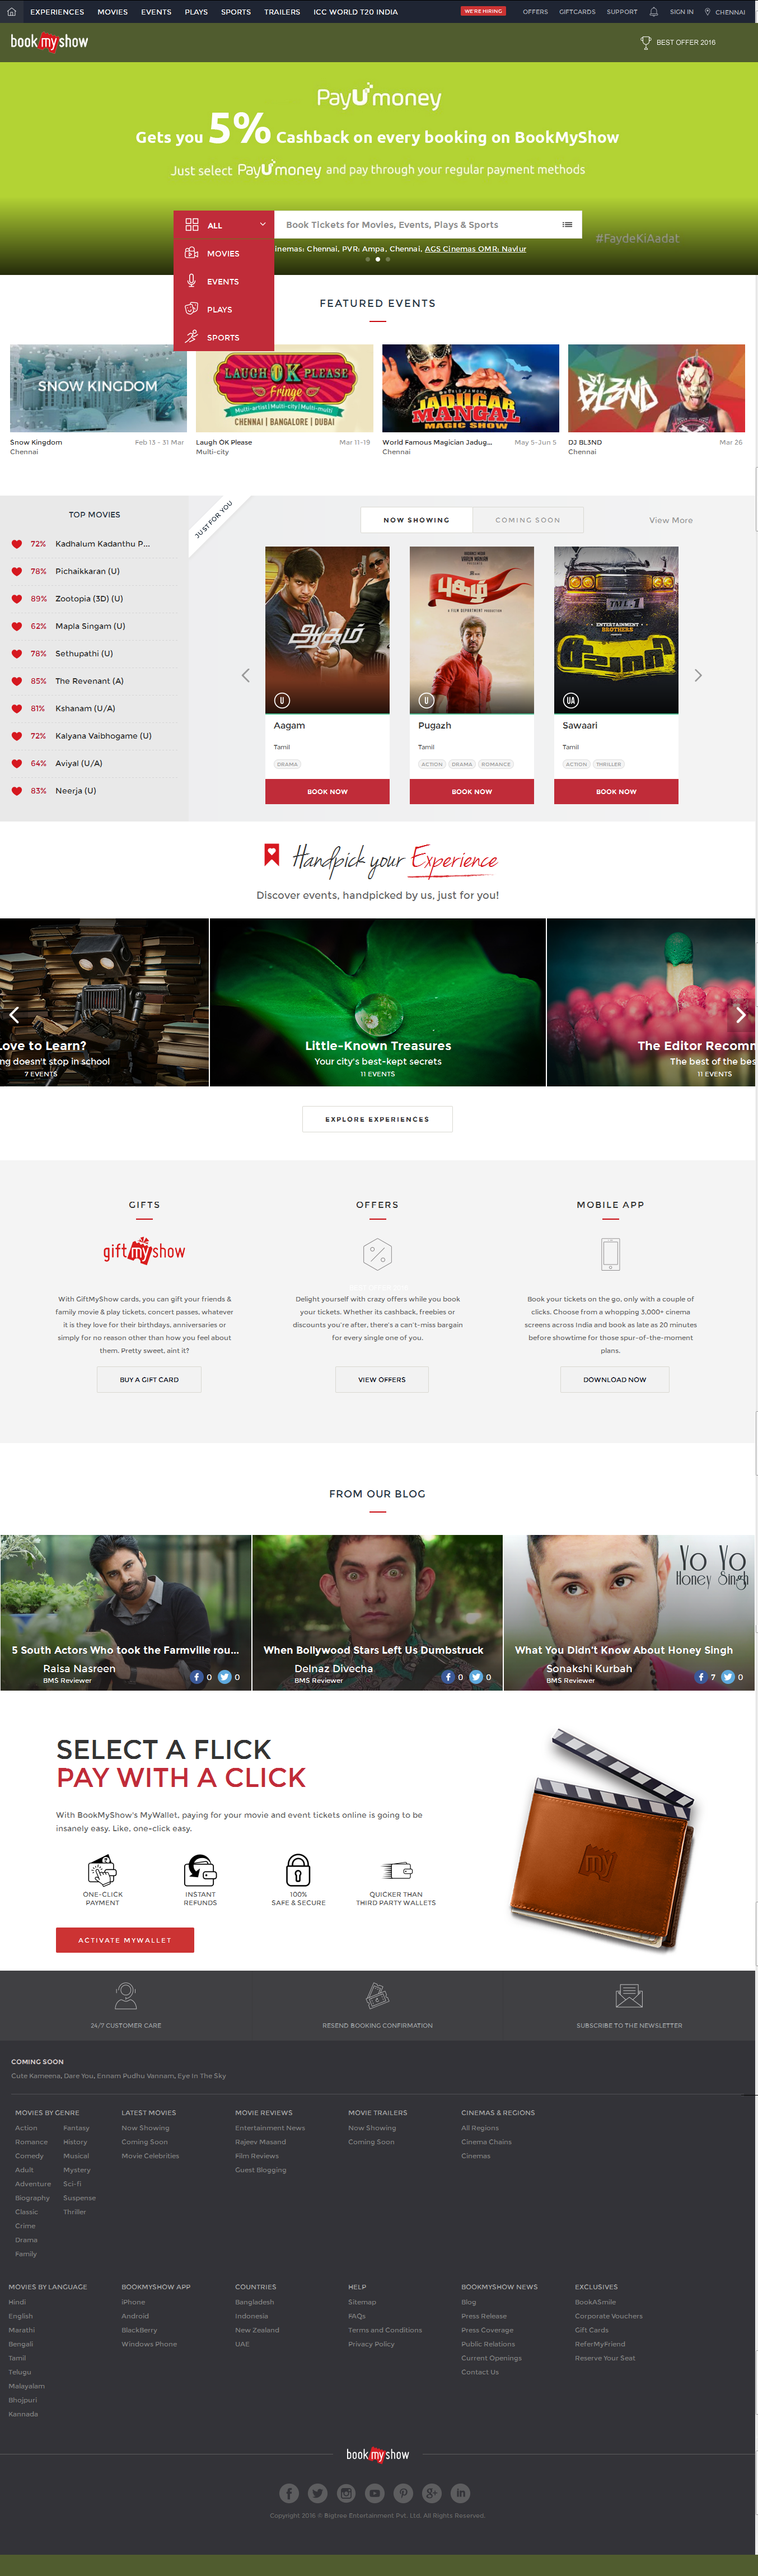 EXPERIENCES MOVIES EVENTS PLAYS SPORTS TRAILERS ICC WORLD T20 INDIA WE'RE HIRING OFFERS GIFTCARDS SUPPORT SIGN IN CHENNAI
bookmyshow BEST OFFER 2016
PayUmoney
Gets you 5% Cashback on every booking on BookMyShow
Just select PayUmoney and pay through your regular payment methods
ALL Book Tickets for Movies, Events, Plays & Sports
#FaydeKiAadat
inemas: Chennai, PVR: Ampa, Chennai, AGS Cinemas OMR: Navlur
MOVIES
EVENTS
PLAYS
SPORTS
FEATURED EVENTS
SNOW KINGDOM
LAUGH OK PLEASE
Fringe
Multi-artist|Multi-city|Multi-multi
CHENNAI | BANGALORE | DUBAI
JADUGAR
MANGAL
MAGIC SHOW
BL3ND
Snow Kingdom Feb 13 - 31 Mar
Chennai
Laugh OK Please Mar 11-19
Multi-city
World Famous Magician Jadug... May 5-Jun 5
Chennai
DJ BL3ND Mar 26
Chennai
TOP MOVIES
72% Kadhalum Kadanthu P...
78% Pichaikkaran (U)
89% Zootopia (3D) (U)
62% Mapla Singam (U)
78% Sethupathi (U)
85% The Revenant (A)
81% Kshanam (U/A)
72% Kalyana Vaibhogame (U)
64% Aviyal (U/A)
83% Neerja (U)
JUST FOR YOU
NOW SHOWING COMING SOON View More
ஆகம்
U
Aagam
Tamil
DRAMA
BOOK NOW
புகழ்
A FILM DEPARTMENT PRODUCTION
U
Pugazh
Tamil
ACTION DRAMA ROMANCE
BOOK NOW
ENTERTAINMENT
BROTHERS
சவாரி
UA
Sawaari
Tamil
ACTION THRILLER
BOOK NOW
Handpick your Experience
Discover events, handpicked by us, just for you!
Love to Learn?
ng doesn't stop in school
7 EVENTS
Little-Known Treasures
Your city's best-kept secrets
11 EVENTS
The Editor Recomm
The best of the bes
11 EVENTS
EXPLORE EXPERIENCES
GIFTS
giftmyshow
With GiftMyShow cards, you can gift your friends &
family movie & play tickets, concert passes, whatever
it is they love for their birthdays, anniversaries or
simply for no reason other than how you feel about
them. Pretty sweet, aint it?
BUY A GIFT CARD
OFFERS
Delight yourself with crazy offers while you book
your tickets. Whether its cashback, freebies or
discounts you're after, there's a can't-miss bargain
for every single one of you.
VIEW OFFERS
MOBILE APP
Book your tickets on the go, only with a couple of
clicks. Choose from a whopping 3,000+ cinema
screens across India and book as late as 20 minutes
before showtime for those spur-of-the-moment
plans.
DOWNLOAD NOW
FROM OUR BLOG
5 South Actors Who took the Farmville rou...
Raisa Nasreen
BMS Reviewer 0 0
When Bollywood Stars Left Us Dumbstruck
Delnaz Divecha
BMS Reviewer 0 0
Yo Yo
Honey Singh
What You Didn't Know About Honey Singh
Sonakshi Kurbah
BMS Reviewer 7 0
SELECT A FLICK
PAY WITH A CLICK
With BookMyShow's MyWallet, paying for your movie and event tickets online is going to be
insanely easy. Like, one-click easy.
ONE-CLICK
PAYMENT
INSTANT
REFUNDS
100%
SAFE & SECURE
QUICKER THAN
THIRD PARTY WALLETS
my
ACTIVATE MYWALLET
24/7 CUSTOMER CARE RESEND BOOKING CONFIRMATION SUBSCRIBE TO THE NEWSLETTER
COMING SOON
Cute Kameena, Dare You, Ennam Pudhu Vannam, Eye In The Sky
MOVIES BY GENRE
Action Fantasy
Romance History
Comedy Musical
Adult Mystery
Adventure Sci-fi
Biography Suspense
Classic Thriller
Crime
Drama
Family
LATEST MOVIES
Now Showing
Coming Soon
Movie Celebrities
MOVIE REVIEWS
Entertainment News
Rajeev Masand
Film Reviews
Guest Blogging
MOVIE TRAILERS
Now Showing
Coming Soon
CINEMAS & REGIONS
All Regions
Cinema Chains
Cinemas
MOVIES BY LANGUAGE
Hindi
English
Marathi
Bengali
Tamil
Telugu
Malayalam
Bhojpuri
Kannada
BOOKMYSHOW APP
iPhone
Android
BlackBerry
Windows Phone
COUNTRIES
Bangladesh
Indonesia
New Zealand
UAE
HELP
Sitemap
FAQs
Terms and Conditions
Privacy Policy
BOOKMYSHOW NEWS
Blog
Press Release
Press Coverage
Public Relations
Current Openings
Contact Us
EXCLUSIVES
BookASmile
Corporate Vouchers
Gift Cards
ReferMyFriend
Reserve Your Seat
bookmyshow
Copyright 2016 © Bigtree Entertainment Pvt. Ltd. All Rights Reserved.